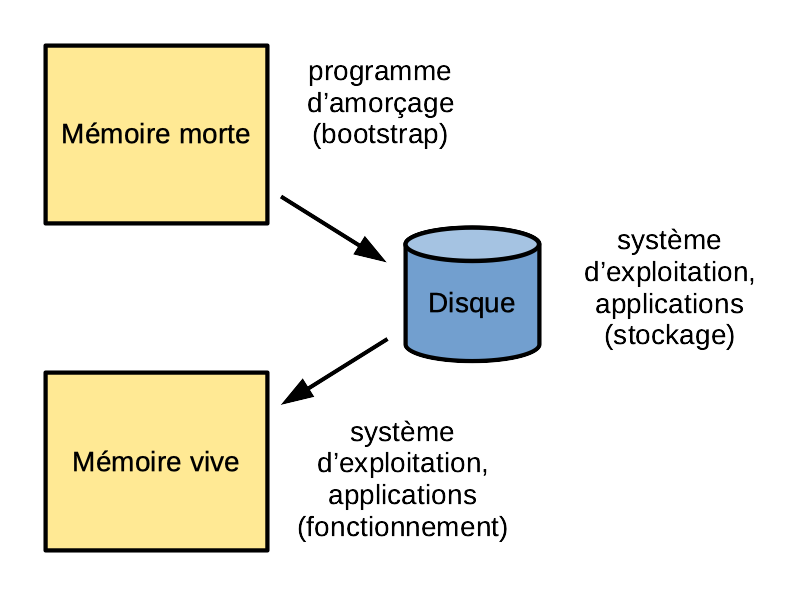 Mémoire morte
programme
d’amorçage
(bootstrap)
Disque
système
d’exploitation,
applications
(stockage)
Mémoire vive
système
d’exploitation,
applications
(fonctionnement)